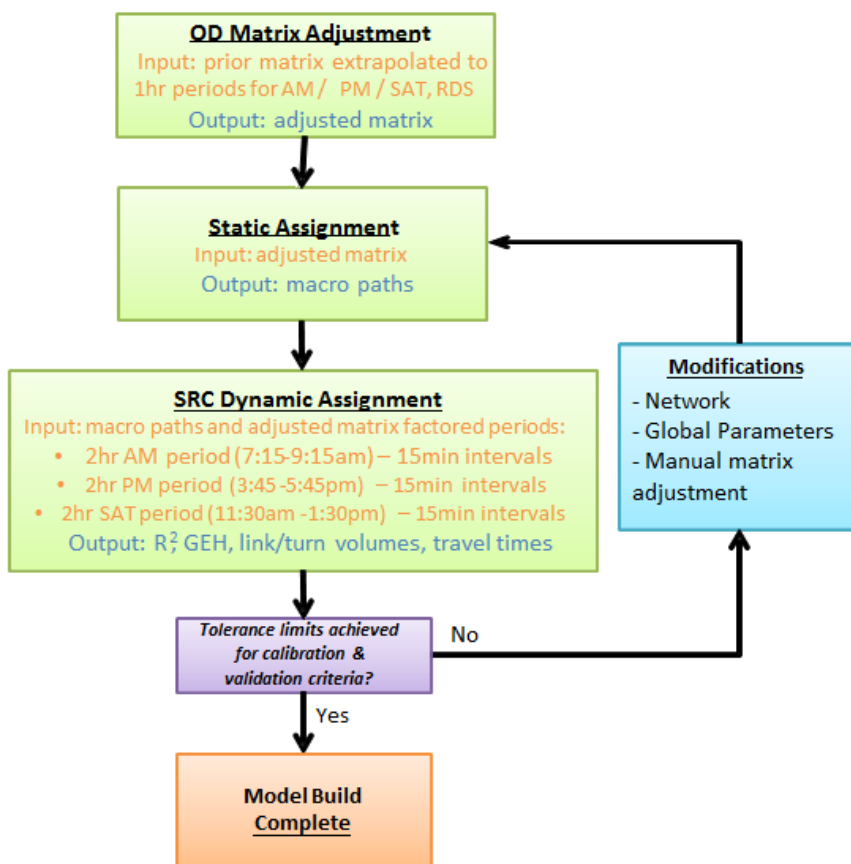 OD Matrix Adjustment
Input: prior matrix extrapolated to
1hr periods for AM / PM / SAT, RDS
Output: adjusted matrix
Static Assignment
Input: adjusted matrix
Output: macro paths
SRC Dynamic Assignment
Input: macro paths and adjusted matrix factored periods:
• 2hr AM period (7:15-9:15am) – 15min intervals
• 2hr PM period (3:45 -5:45pm) – 15min intervals
• 2hr SAT period (11:30am -1:30pm) – 15min intervals
Output: R², GEH, link/turn volumes, travel times
Modifications
- Network
- Global Parameters
- Manual matrix
adjustment
Tolerance limits achieved
for calibration &
validation criteria?
No
Yes
Model Build
Complete